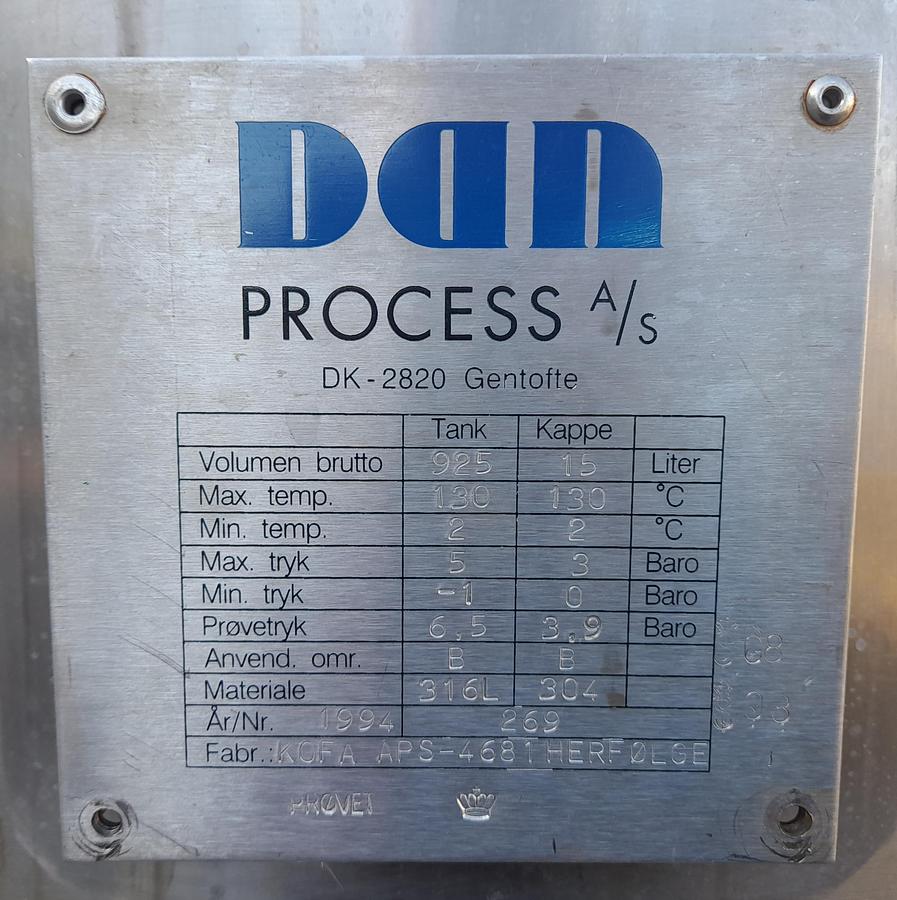 Dan
PROCESS A/S
DK-2820 Gentofte
Tank Kappe
Volumen brutto 925 15 Liter
Max. temp. 130 130 °C
Min. temp. 2 2 °C
Max. tryk 5 3 Baro
Min. tryk -1 0 Baro
Prøvetryk 6,5 3,9 Baro
Anvend. omr. B B
G8
Materiale 316L 304
År/Nr. 1994 269
Fabr.: KOFA APS-4681 HERFØLGE
PRØVET